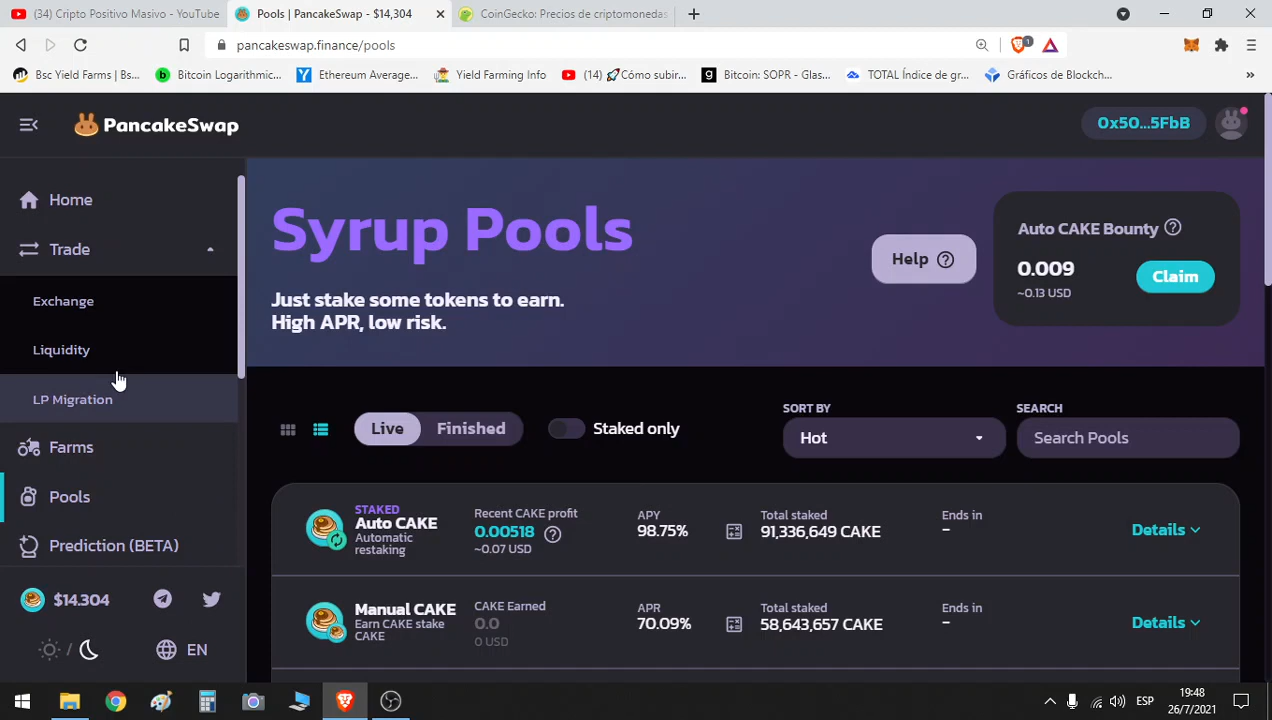 (34) Cripto Positivo Masivo - YouTube
Pools | PancakeSwap - $14,304
CoinGecko: Precios de criptomonedas
pancakeswap.finance/pools
1
Bsc Yield Farms | Bs...
Bitcoin Logarithmic...
Ethereum Average...
Yield Farming Info
(14) 🚀Cómo subir...
Bitcoin: SOPR - Glas...
TOTAL Índice de gr...
Gráficos de Blockch...
»
PancakeSwap
0x50...5FbB
Home
Trade
Exchange
Liquidity
LP Migration
Farms
Pools
Prediction (BETA)
$14.304
/
EN
Syrup Pools
Just stake some tokens to earn.
High APR, low risk.
Help
Auto CAKE Bounty
0.009
~0.13 USD
Claim
Live
Finished
Staked only
SORT BY
Hot
SEARCH
Search Pools
STAKED
Auto CAKE
Automatic
restaking
Recent CAKE profit
0.00518
~0.07 USD
APY
98.75%
Total staked
91,336,649 CAKE
Ends in
-
Details
Manual CAKE
Earn CAKE stake
CAKE
CAKE Earned
0.0
0 USD
APR
70.09%
Total staked
58,643,657 CAKE
Ends in
-
Details
ESP
19:48
26/7/2021